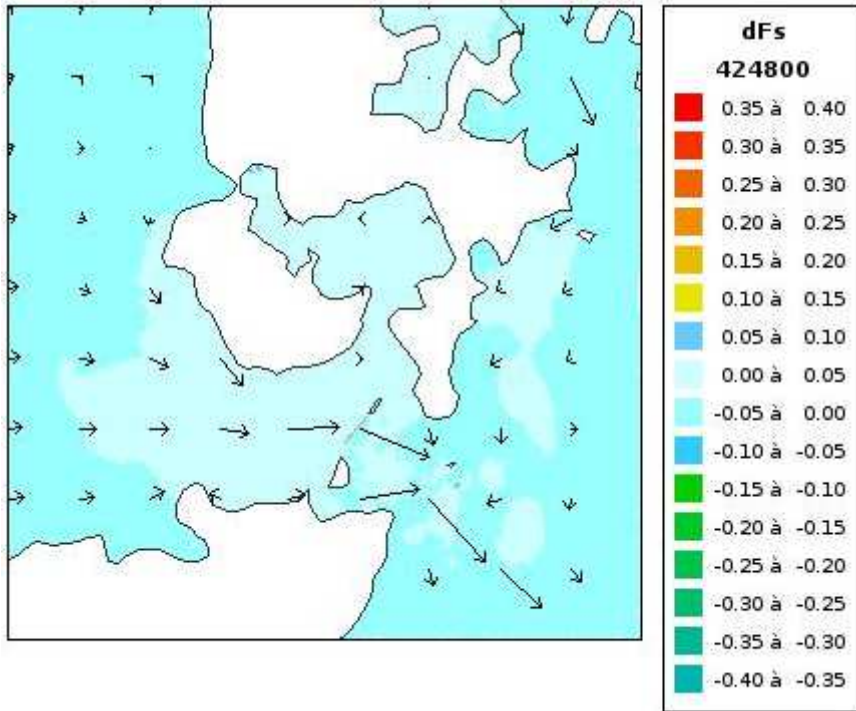 dFs
424800
0.35 à 0.40
0.30 à 0.35
0.25 à 0.30
0.20 à 0.25
0.15 à 0.20
0.10 à 0.15
0.05 à 0.10
0.00 à 0.05
-0.05 à 0.00
-0.10 à -0.05
-0.15 à -0.10
-0.20 à -0.15
-0.25 à -0.20
-0.30 à -0.25
-0.35 à -0.30
-0.40 à -0.35